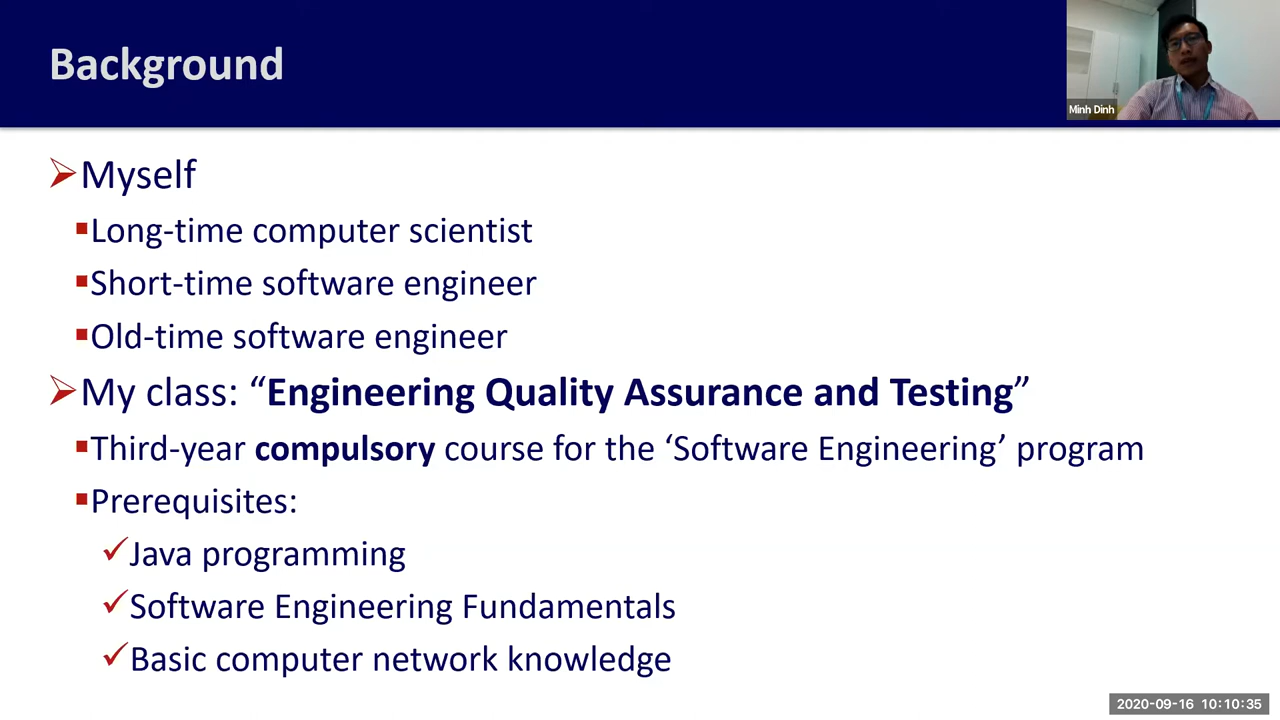 Background
Minh Dinh
Myself
Long-time computer scientist
Short-time software engineer
Old-time software engineer
My class: “Engineering Quality Assurance and Testing”
Third-year compulsory course for the ‘Software Engineering’ program
Prerequisites:
Java programming
Software Engineering Fundamentals
Basic computer network knowledge
2020-09-16 10:10:35